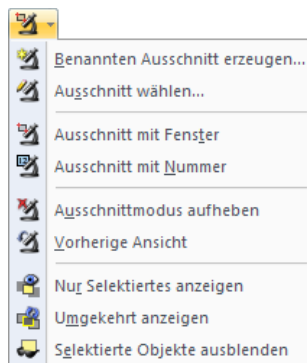 Benannten Ausschnitt erzeugen...
Ausschnitt wählen...
Ausschnitt mit Fenster
Ausschnitt mit Nummer
Ausschnittmodus aufheben
Vorherige Ansicht
Nur Selektiertes anzeigen
Umgekehrt anzeigen
Selektierte Objekte ausblenden